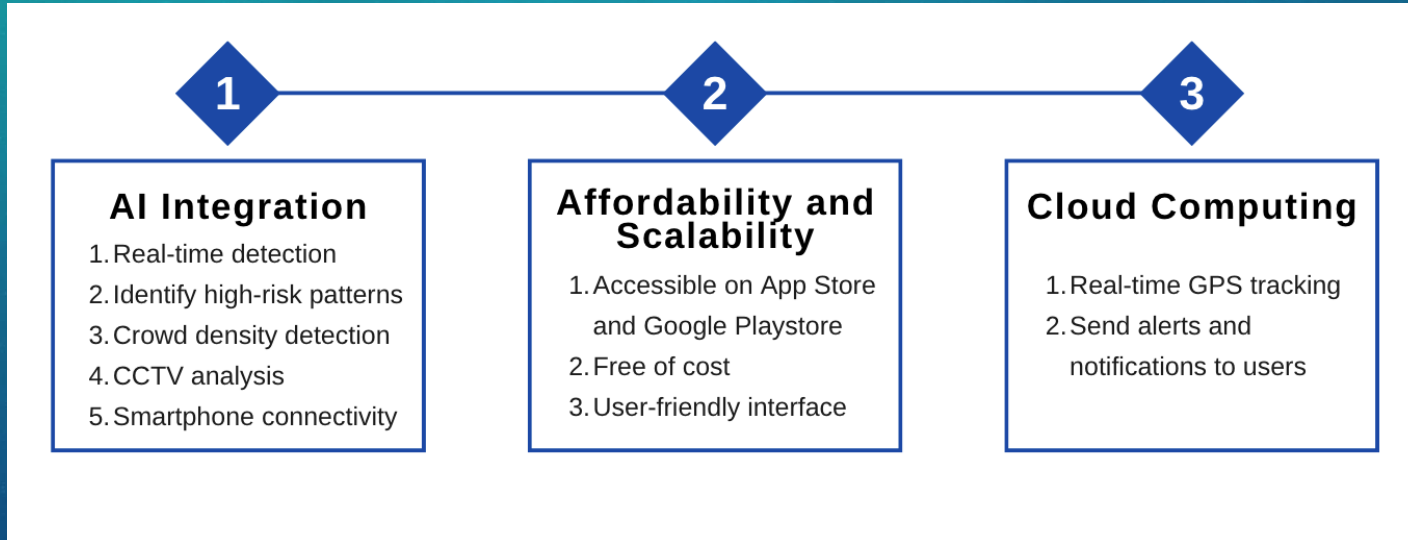 1
AI Integration
1. Real-time detection
2. Identify high-risk patterns
3. Crowd density detection
4. CCTV analysis
5. Smartphone connectivity
2
Affordability and
Scalability
1. Accessible on App Store
and Google Playstore
2. Free of cost
3. User-friendly interface
3
Cloud Computing
1. Real-time GPS tracking
2. Send alerts and
notifications to users